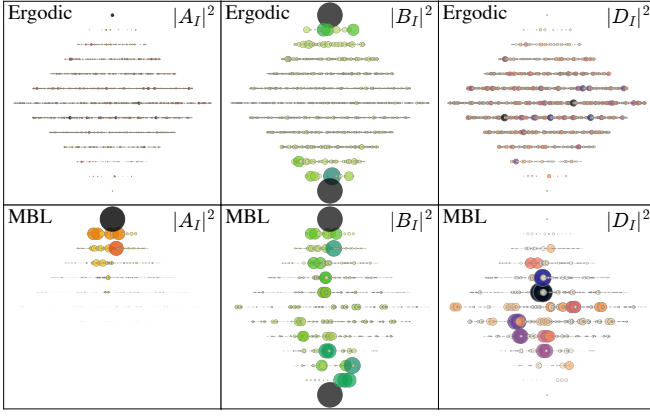 Ergodic |A_I|^2
Ergodic |B_I|^2
Ergodic |D_I|^2
MBL |A_I|^2
MBL |B_I|^2
MBL |D_I|^2